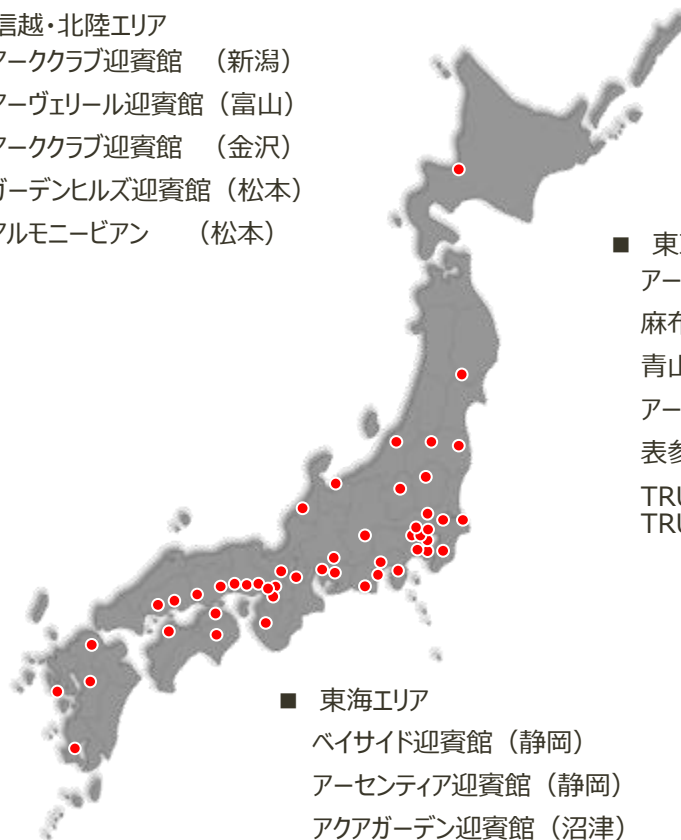 信越・北陸エリア
アーククラブ迎賓館　（新潟）
アーヴェリール迎賓館（富山）
アーククラブ迎賓館　（金沢）
ガーデンヒルズ迎賓館（松本）
アルモニービアン　　（松本）
■　東
アー
麻布
青山
アー
表参
TRU
TRU
■　東海エリア
ベイサイド迎賓館（静岡）
アーセンティア迎賓館（静岡）
アクアガーデン迎賓館（沼津）